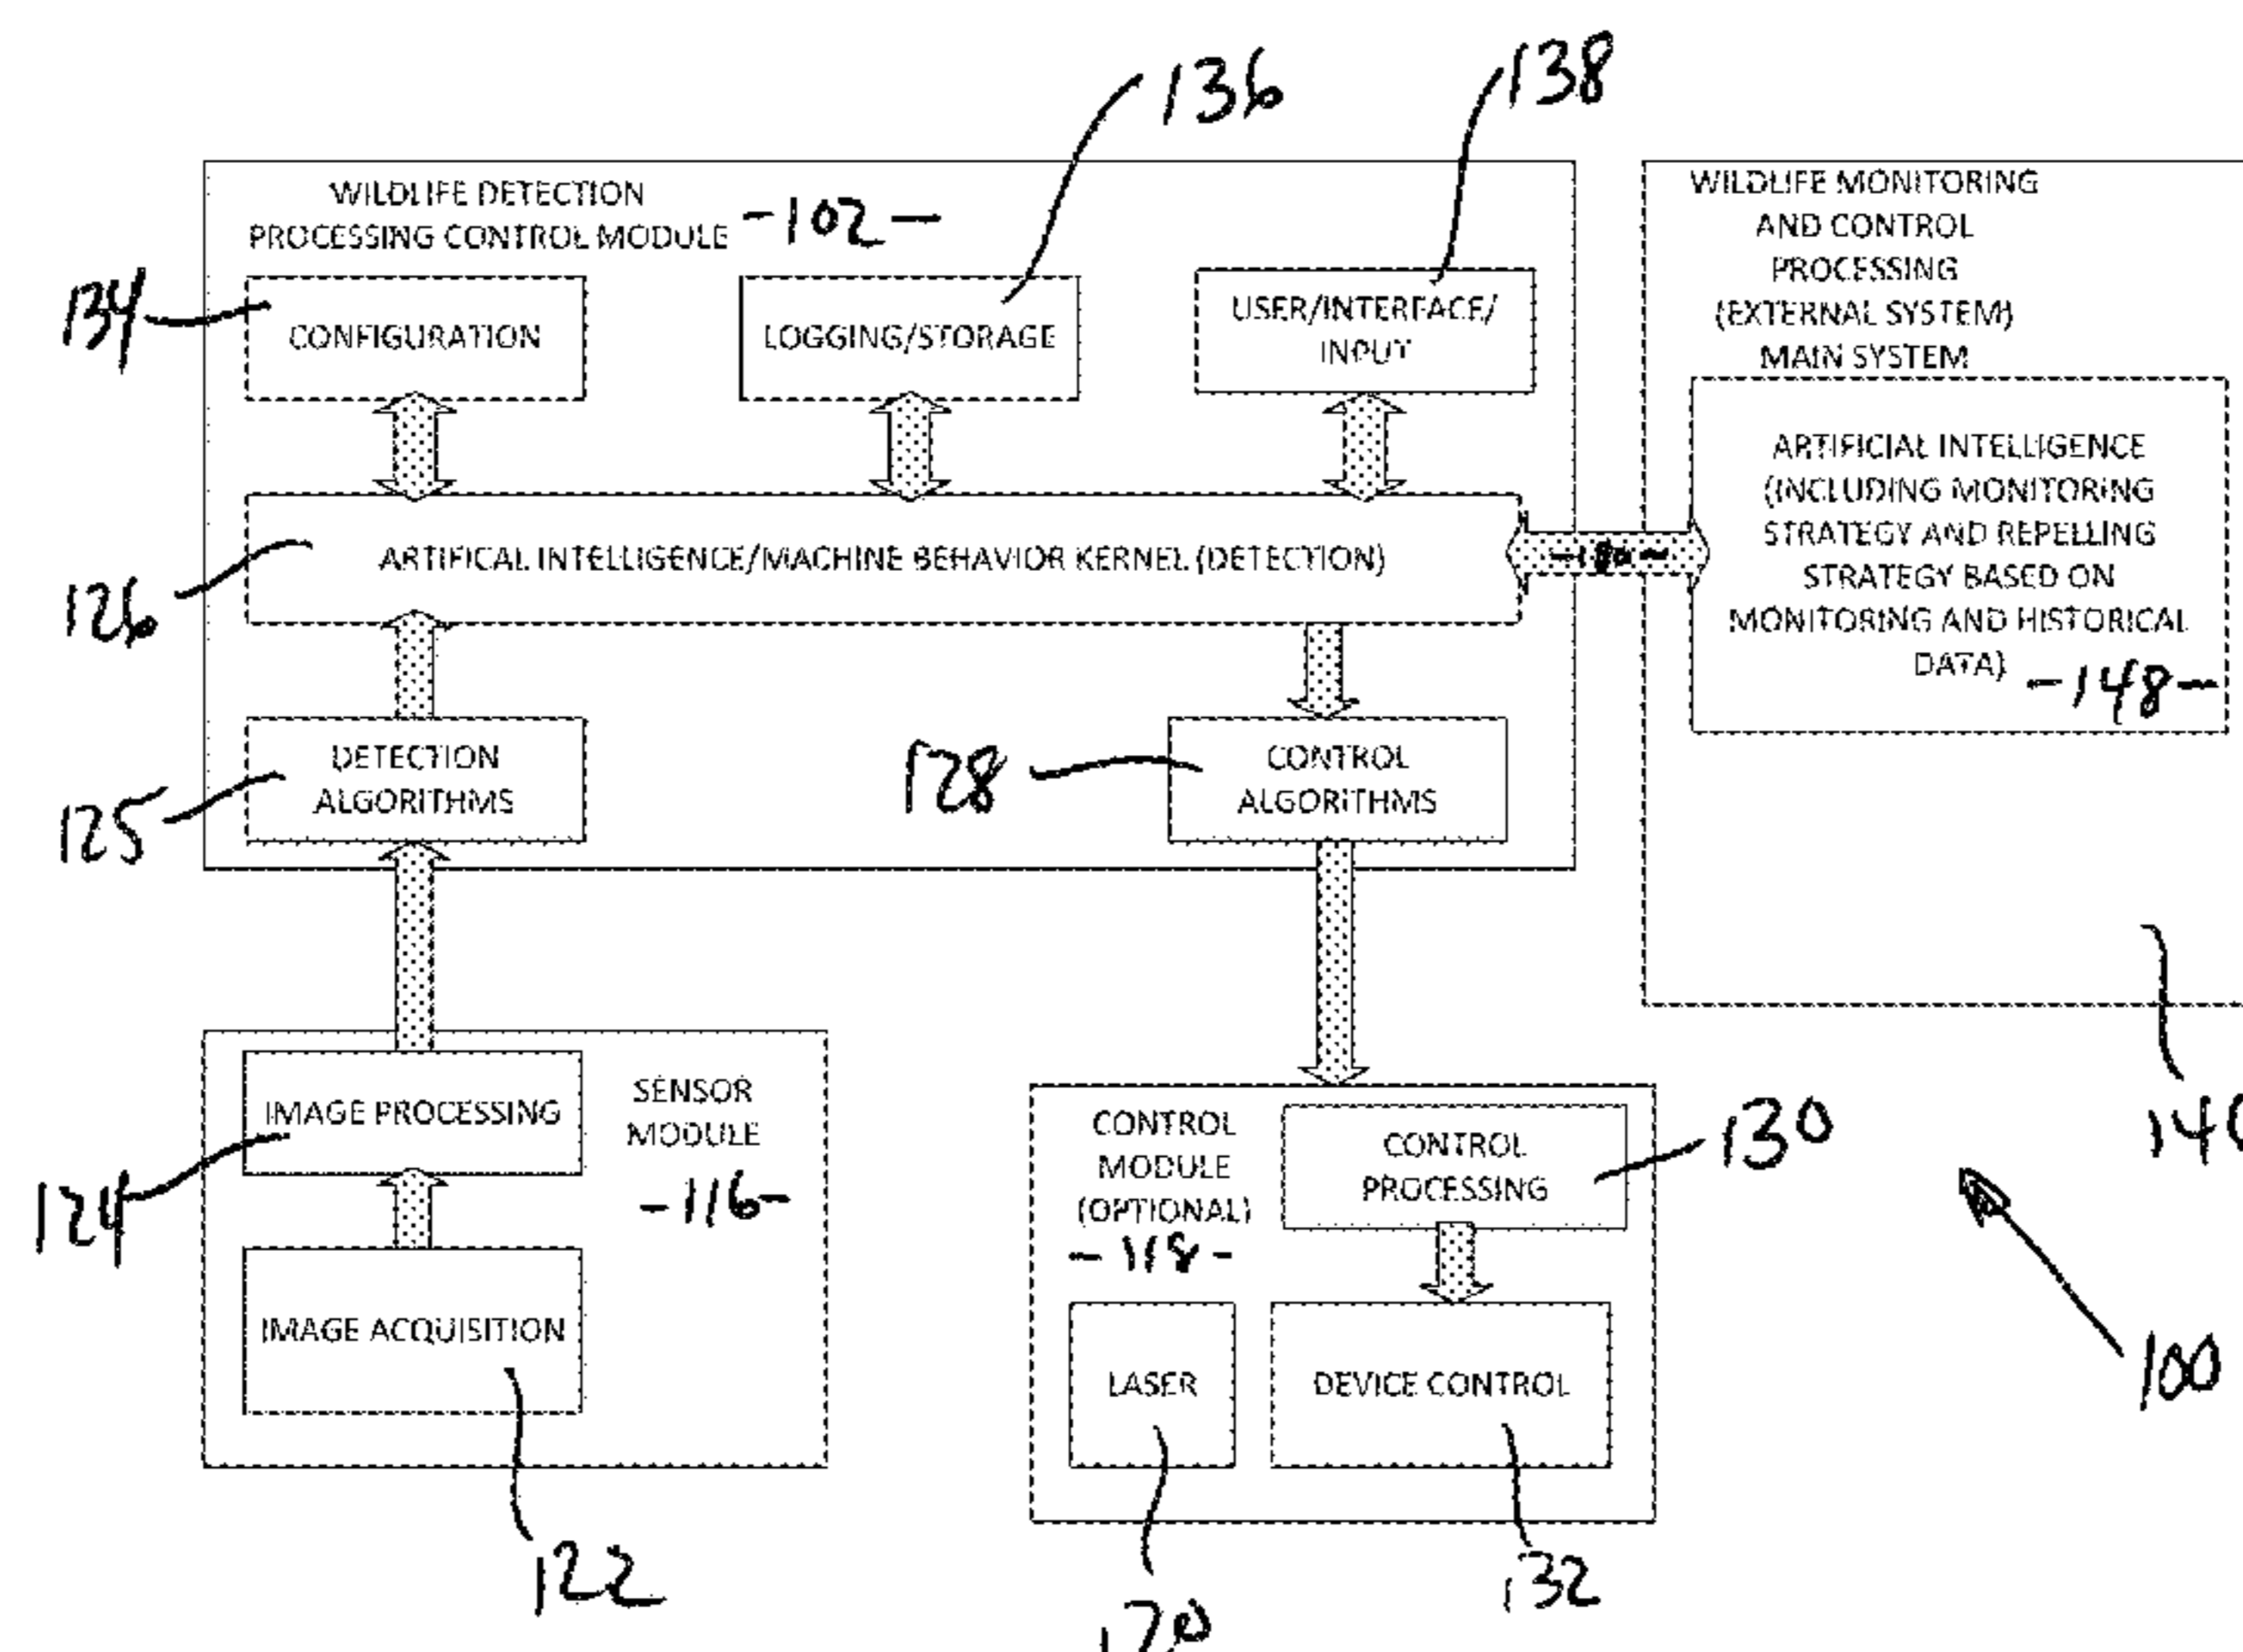 136
138
WILDLIFE DETECTION
PROCESSING CONTROL MODULE -102-
134
CONFIGURATION
LOGGING/STORAGE
USER/INTERFACE/
INPUT
WILDLIFE MONITORING
AND CONTROL
PROCESSING
(EXTERNAL SYSTEM)
MAIN SYSTEM
126
ARTIFICAL INTELLIGENCE/MACHINE BEHAVIOR KERNEL (DETECTION)
ARTIFICIAL INTELLIGENCE
(INCLUDING MONITORING
STRATEGY AND REPELLING
STRATEGY BASED ON
MONITORING AND HISTORICAL
DATA) -148-
125
DETECTION
ALGORITHMS
128
CONTROL
ALGORITHMS
140
124
IMAGE PROCESSING
SENSOR
MODULE
-116-
IMAGE ACQUISITION
122
CONTROL
MODULE
(OPTIONAL)
-118-
CONTROL
PROCESSING
130
LASER
DEVICE CONTROL
132
100